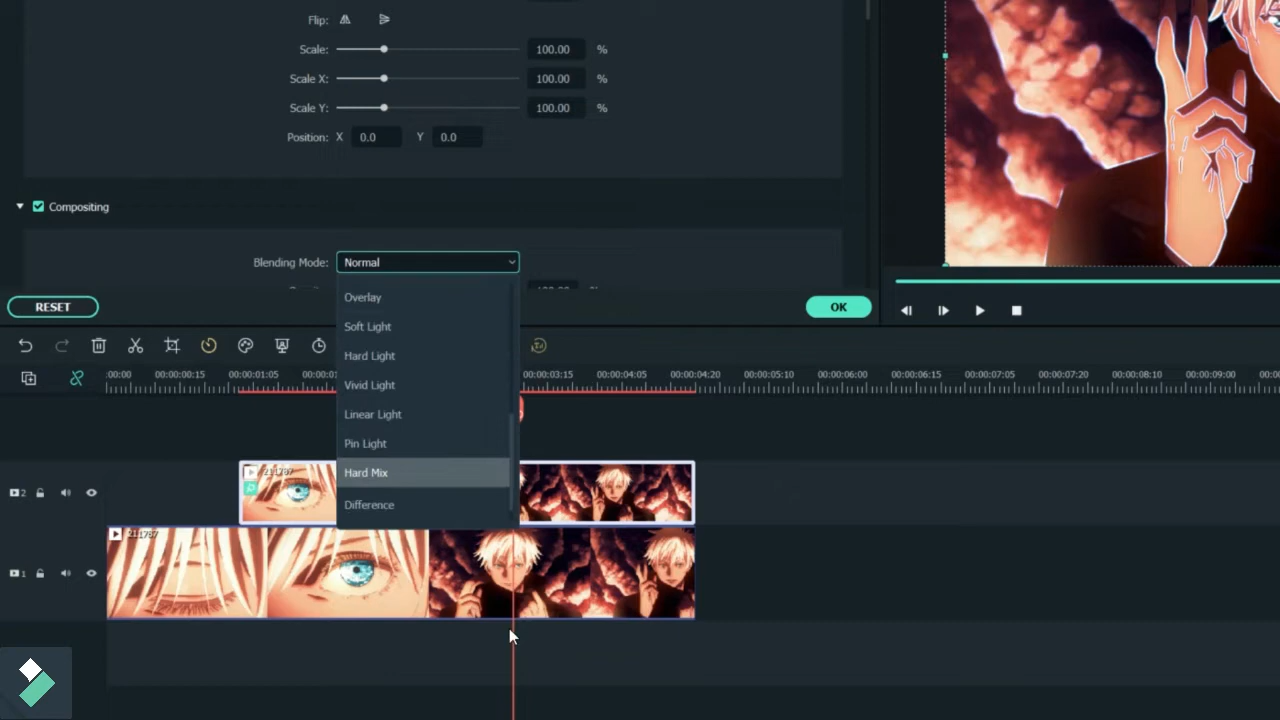 Flip:
Scale: 100.00 %
Scale X: 100.00 %
Scale Y: 100.00 %
Position: X 0.0 Y 0.0
Compositing
Blending Mode: Normal
Overlay
Soft Light
Hard Light
Vivid Light
Linear Light
Pin Light
Hard Mix
Difference
RESET
OK
:00:00 00:00:00:15 00:00:01:05 00:00:03:15 00:00:04:05 00:00:04:20 00:00:05:10 00:00:06:00 00:00:06:15 00:00:07:05 00:00:07:20 00:00:08:10 00:00:09:00
2
211787
1
211787